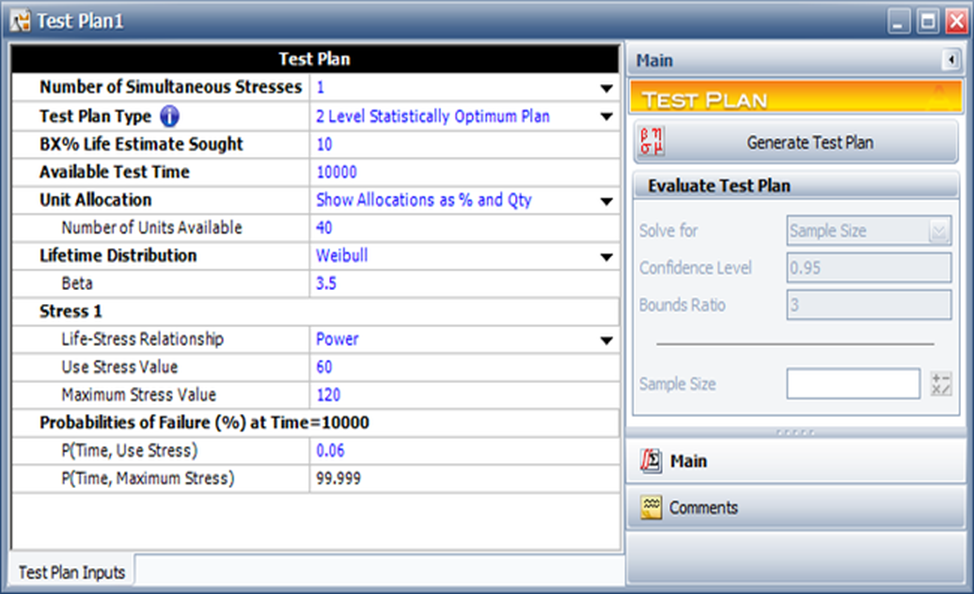 Test Plan1
Test Plan
Number of Simultaneous Stresses 1
Test Plan Type 2 Level Statistically Optimum Plan
BX% Life Estimate Sought 10
Available Test Time 10000
Unit Allocation Show Allocations as % and Qty
Number of Units Available 40
Lifetime Distribution Weibull
Beta 3.5
Stress 1
Life-Stress Relationship Power
Use Stress Value 60
Maximum Stress Value 120
Probabilities of Failure (%) at Time=10000
P(Time, Use Stress) 0.06
P(Time, Maximum Stress) 99.999
Test Plan Inputs
Main
TEST PLAN
β η
σ μ
Generate Test Plan
Evaluate Test Plan
Solve for Sample Size
Confidence Level 0.95
Bounds Ratio 3
Sample Size
Main
Comments